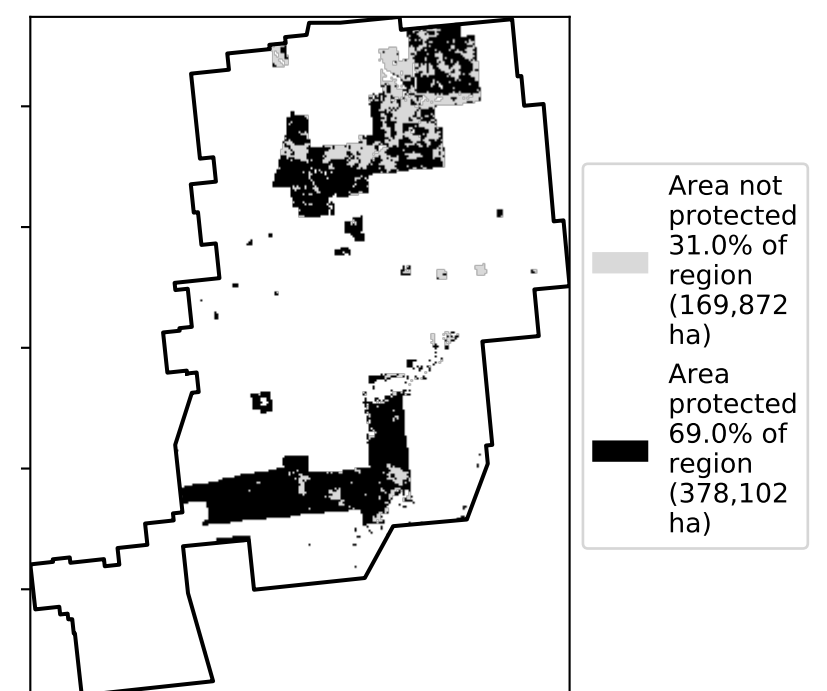 Area not
protected
31.0% of
region
(169,872
ha)
Area
protected
69.0% of
region
(378,102
ha)